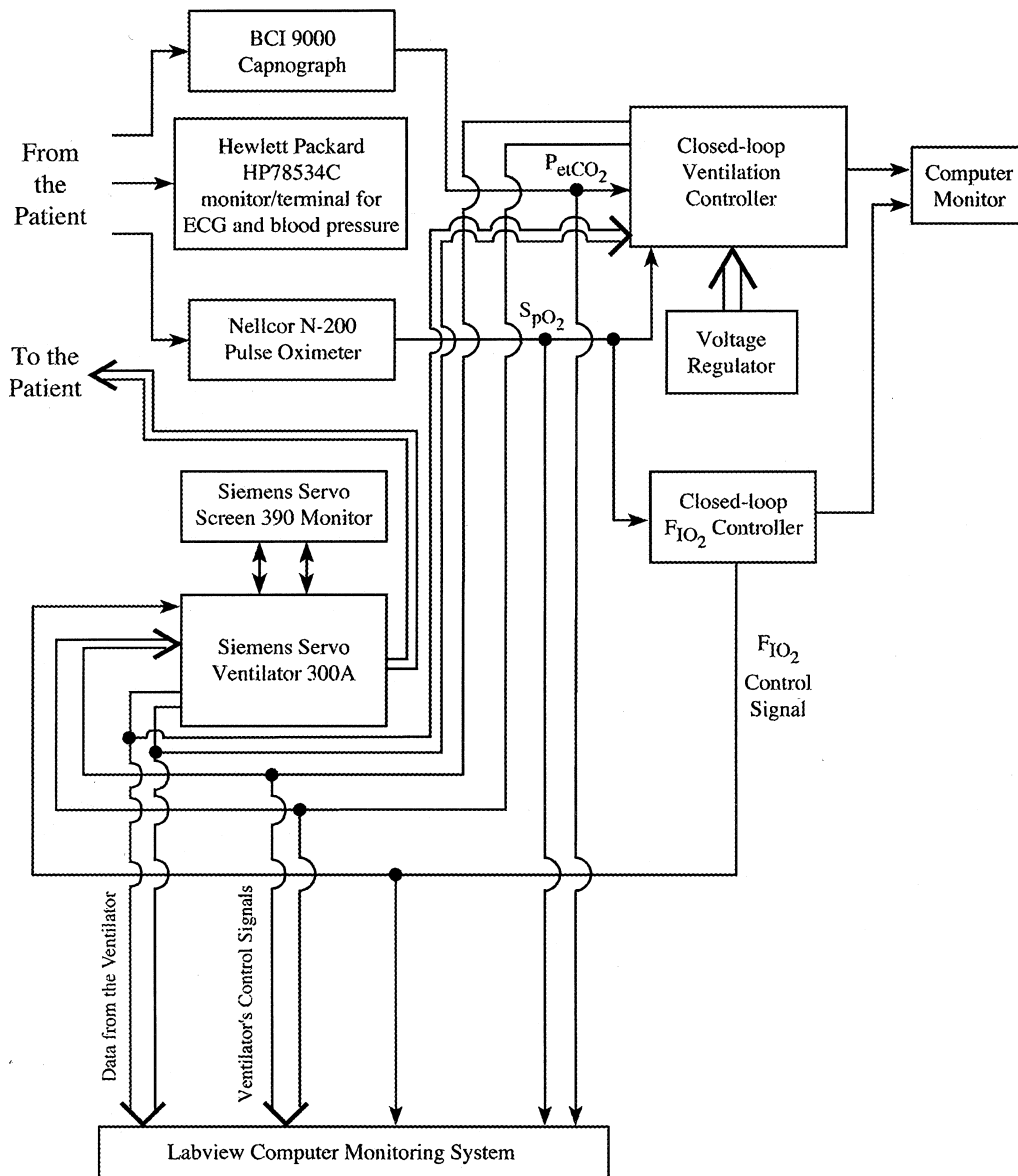 BCI 9000
Capnograph
From
the
Patient
Hewlett Packard
HP78534C
monitor/terminal for
ECG and blood pressure
PetCO2
Closed-loop
Ventilation
Controller
Computer
Monitor
Nellcor N-200
Pulse Oximeter
SpO2
Voltage
Regulator
To the
Patient
Siemens Servo
Screen 390 Monitor
Closed-loop
FIO2 Controller
Siemens Servo
Ventilator 300A
FIO2
Control
Signal
Data from the Ventilator
Ventilator's Control Signals
Labview Computer Monitoring System